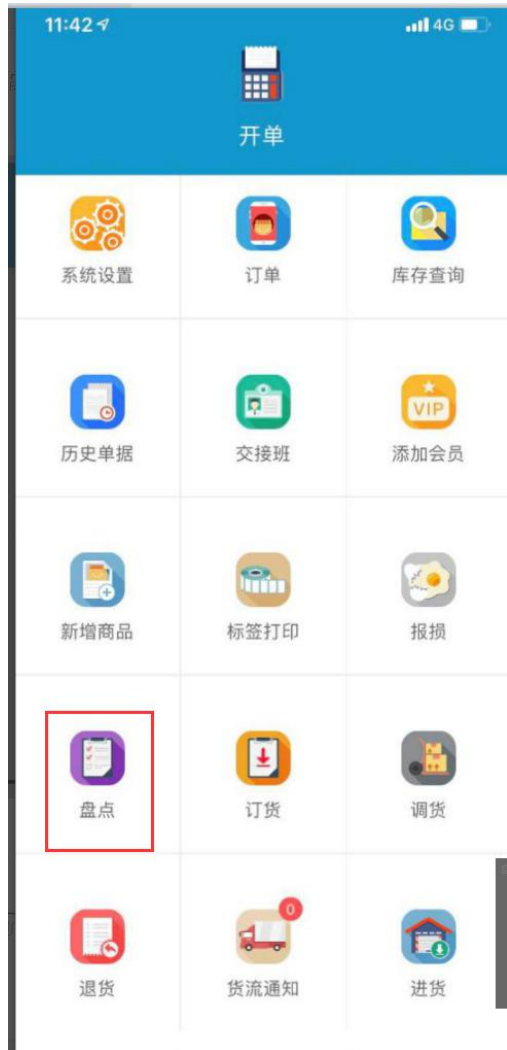 11:42 4G
开单
系统设置 订单 库存查询
历史单据 交接班 VIP 添加会员
新增商品 标签打印 报损
盘点 订货 调货
0
退货 货流通知 进货